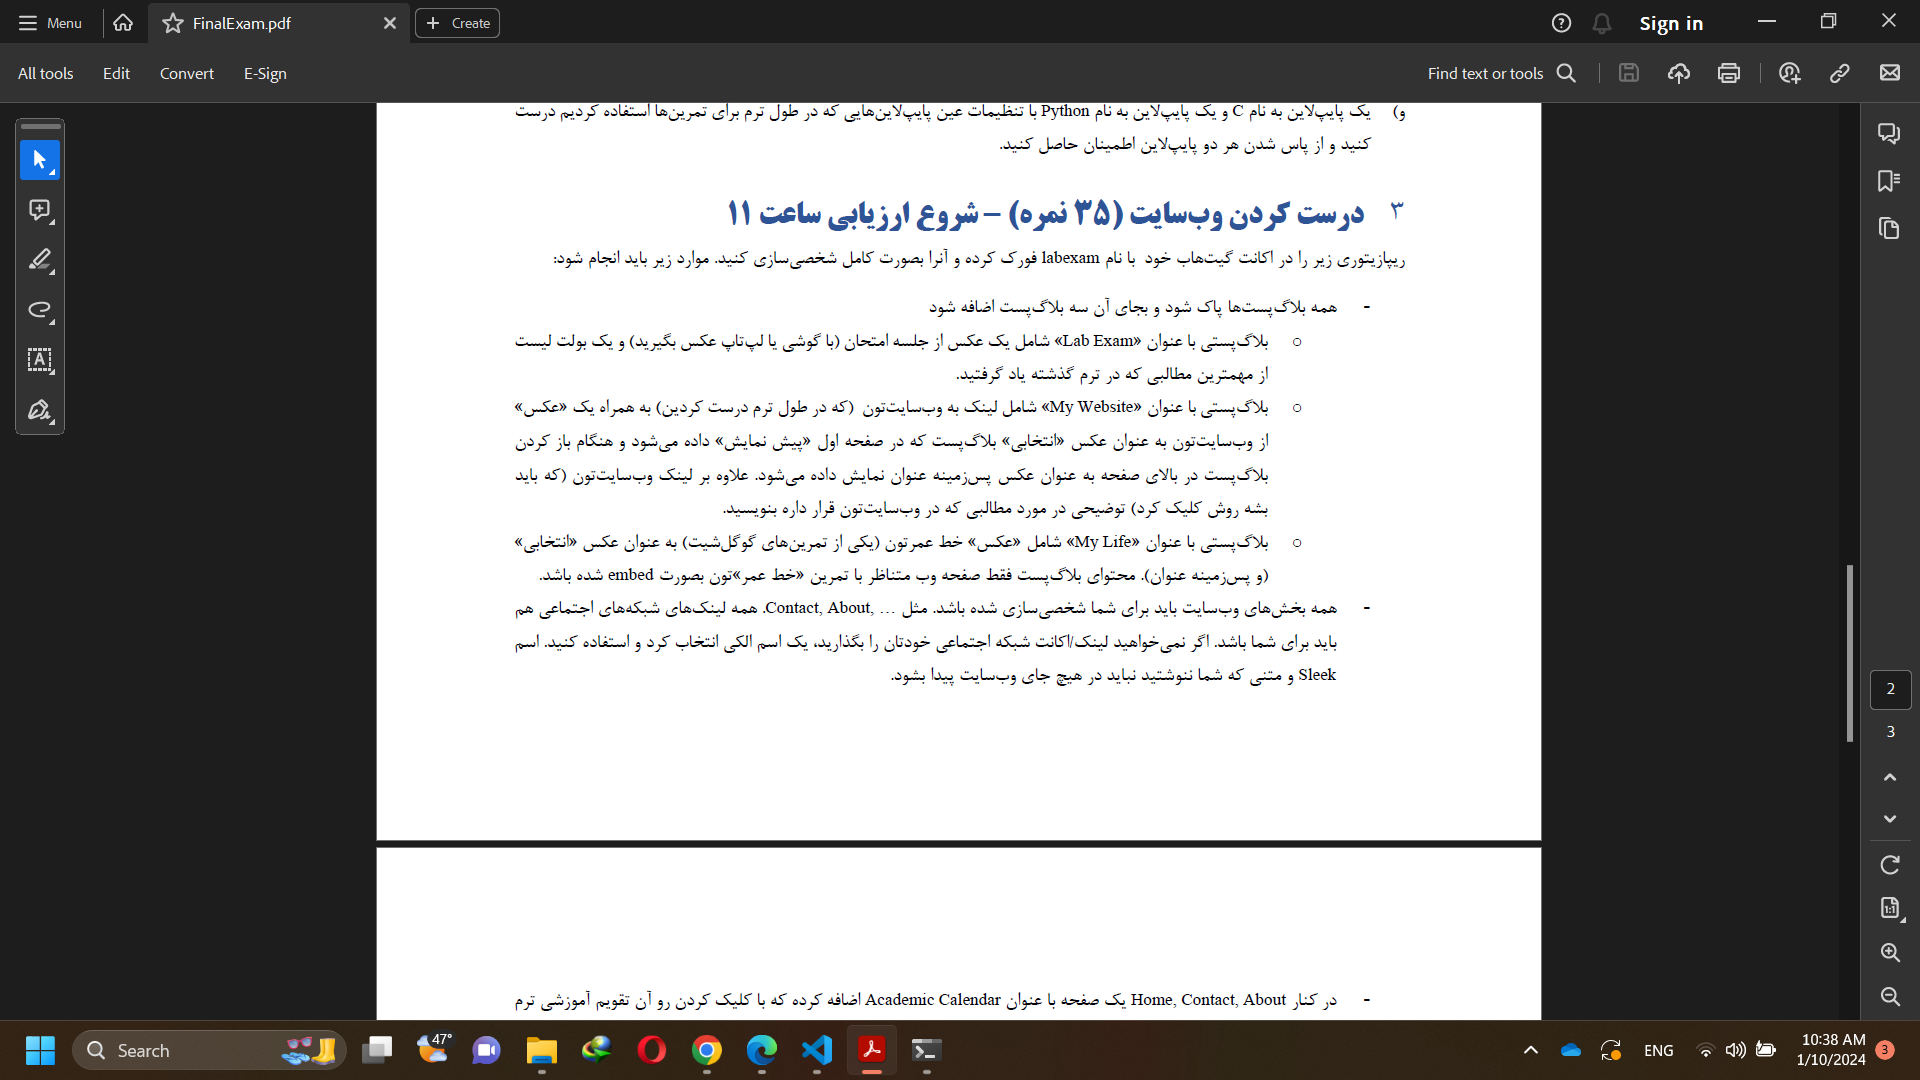 Menu
FinalExam.pdf
Create
Sign in
All tools
Edit
Convert
E-Sign
Find text or tools
و) یک پایپ‌لاین به نام C و یک پایپ‌لاین به نام Python با تنظیمات عین پایپ‌لاین‌هایی که در طول ترم برای تمرین‌ها استفاده کردیم درست
کنید و از پاس شدن هر دو پایپ‌لاین اطمینان حاصل کنید.
۳ درست کردن وب‌سایت (۳۵ نمره) – شروع ارزیابی ساعت ۱۱
ریپازیتوری زیر را در اکانت گیت‌هاب خود با نام labexam فورک کرده و آنرا بصورت کامل شخصی‌سازی کنید. موارد زیر باید انجام شود:
- همه بلاگ‌پست‌ها پاک شود و بجای آن سه بلاگ‌پست اضافه شود
○ بلاگ‌پستی با عنوان «Lab Exam» شامل یک عکس از جلسه امتحان (با گوشی یا لپ‌تاپ عکس بگیرید) و یک بولت لیست
از مهمترین مطالبی که در ترم گذشته یاد گرفتید.
○ بلاگ‌پستی با عنوان «My Website» شامل لینک به وب‌سایت‌تون (که در طول ترم درست کردین) به همراه یک «عکس»
از وب‌سایت‌تون به عنوان عکس «انتخابی» بلاگ‌پست که در صفحه اول «پیش نمایش» داده می‌شود و هنگام باز کردن
بلاگ‌پست در بالای صفحه به عنوان عکس پس‌زمینه عنوان نمایش داده می‌شود. علاوه بر لینک وب‌سایت‌تون (که باید
بشه روش کلیک کرد) توضیحی در مورد مطالبی که در وب‌سایت‌تون قرار داره بنویسید.
○ بلاگ‌پستی با عنوان «My Life» شامل «عکس» خط عمرتون (یکی از تمرین‌های گوگل‌شیت) به عنوان عکس «انتخابی»
(و پس‌زمینه عنوان). محتوای بلاگ‌پست فقط صفحه وب متناظر با تمرین «خط عمر»تون بصورت embed شده باشد.
- همه بخش‌های وب‌سایت باید برای شما شخصی‌سازی شده باشد. مثل Contact, About, …. همه لینک‌های شبکه‌های اجتماعی هم
باید برای شما باشد. اگر نمی‌خواهید لینک/اکانت شبکه اجتماعی خودتان را بگذارید، یک اسم الکی انتخاب کرد و استفاده کنید. اسم
Sleek و متنی که شما ننوشتید نباید در هیچ جای وب‌سایت پیدا بشود.
- در کنار Home, Contact, About یک صفحه با عنوان Academic Calendar اضافه کرده که با کلیک کردن رو آن تقویم آموزشی ترم
2
3
1:1
Search
47°
ENG
10:38 AM
1/10/2024
3